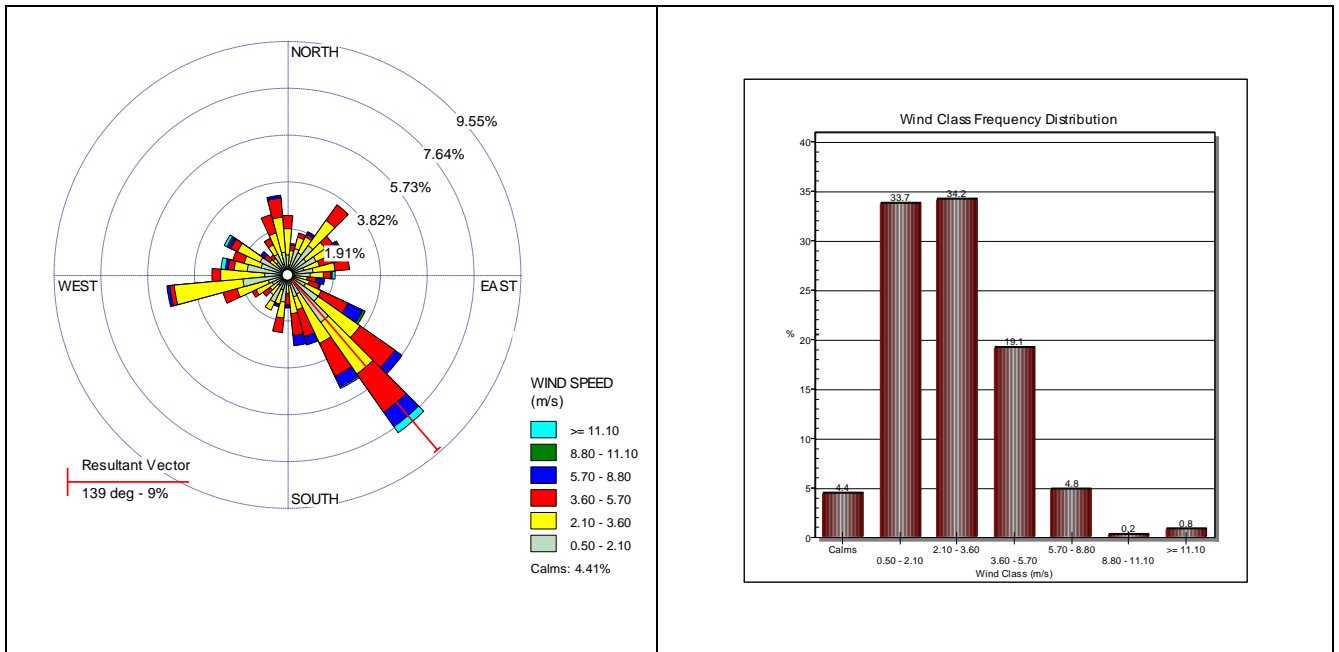 NORTH
9.55%
7.64%
5.73%
3.82%
1.91%
WEST
EAST
SOUTH
Resultant Vector
139 deg - 9%
WIND SPEED
(m/s)
>= 11.10
8.80 - 11.10
5.70 - 8.80
3.60 - 5.70
2.10 - 3.60
0.50 - 2.10
Calms: 4.41%
Wind Class Frequency Distribution
%
40
35
30
25
20
15
10
5
0
4.4
33.7
34.2
19.1
4.8
0.2
0.8
Calms
0.50 - 2.10
2.10 - 3.60
3.60 - 5.70
5.70 - 8.80
8.80 - 11.10
>= 11.10
Wind Class (m/s)